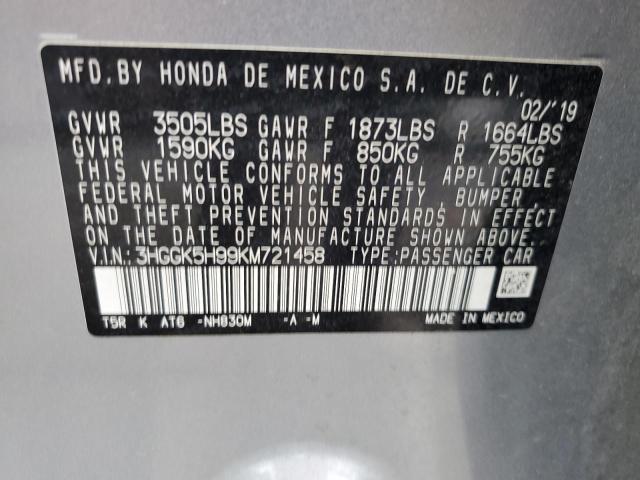 MFD. BY HONDA DE MEXICO S.A. DE C.V.
02/'19
GVWR 3505LBS GAWR F 1873LBS R 1664LBS
GVWR 1590KG GAWR F 850KG R 755KG
THIS VEHICLE CONFORMS TO ALL APPLICABLE
FEDERAL MOTOR VEHICLE SAFETY, BUMPER,
AND THEFT PREVENTION STANDARDS IN EFFECT
ON THE DATE OF MANUFACTURE SHOWN ABOVE.
V.I.N: 3HGGK5H99KM721458 TYPE:PASSENGER CAR
T5R K AT6 =NH830M =A =M MADE IN MEXICO